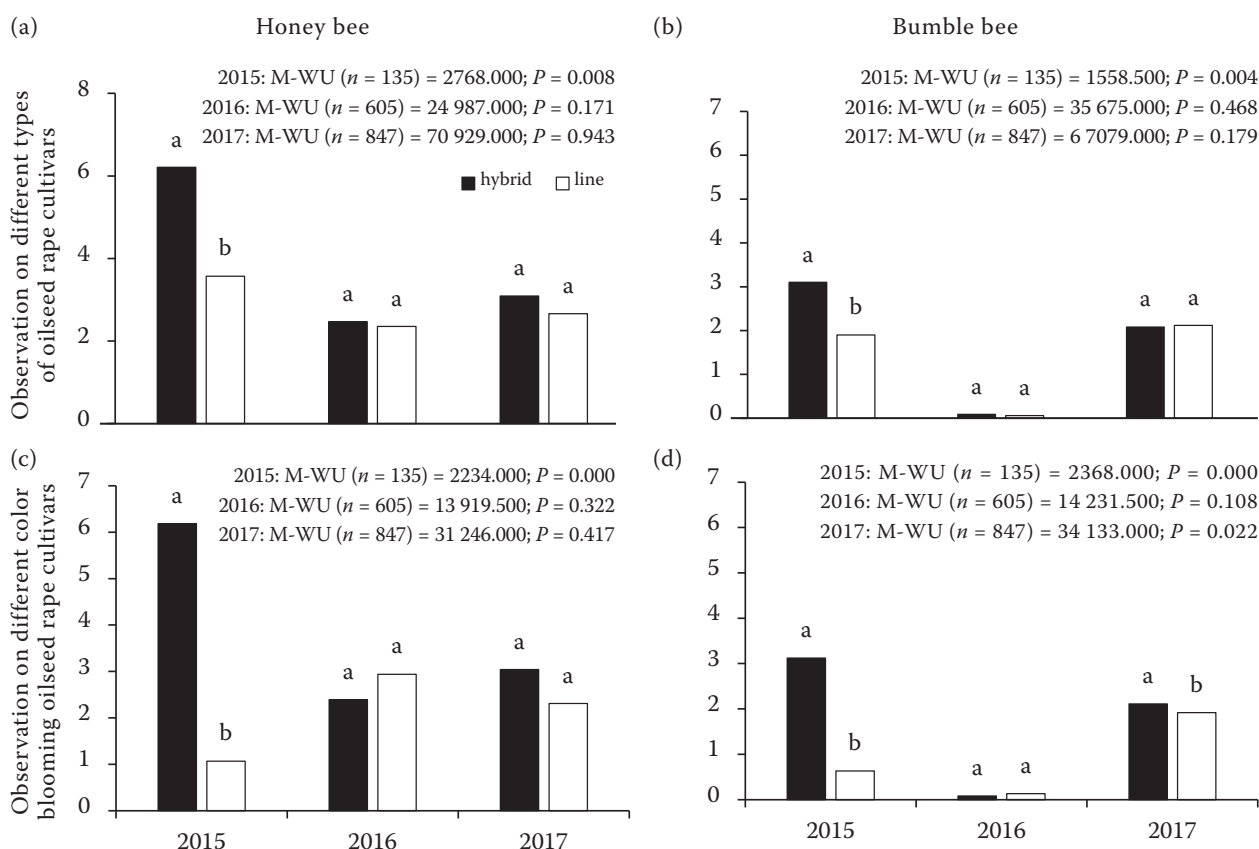 (a)
Honey bee
2015: M-WU (n = 135) = 2768.000; P = 0.008
2016: M-WU (n = 605) = 24 987.000; P = 0.171
2017: M-WU (n = 847) = 70 929.000; P = 0.943
hybrid
line
Observation on different types
of oilseed rape cultivars
8
6
4
2
0
a
b
a
a
a
a
(b)
Bumble bee
2015: M-WU (n = 135) = 1558.500; P = 0.004
2016: M-WU (n = 605) = 35 675.000; P = 0.468
2017: M-WU (n = 847) = 6 7079.000; P = 0.179
7
6
5
4
3
2
1
0
a
b
a
a
a
a
(c)
2015: M-WU (n = 135) = 2234.000; P = 0.000
2016: M-WU (n = 605) = 13 919.500; P = 0.322
2017: M-WU (n = 847) = 31 246.000; P = 0.417
Observation on different color
blooming oilseed rape cultivars
7
6
5
4
3
2
1
0
a
b
a
a
a
a
2015
2016
2017
(d)
2015: M-WU (n = 135) = 2368.000; P = 0.000
2016: M-WU (n = 605) = 14 231.500; P = 0.108
2017: M-WU (n = 847) = 34 133.000; P = 0.022
7
6
5
4
3
2
1
0
a
b
a
a
a
b
2015
2016
2017